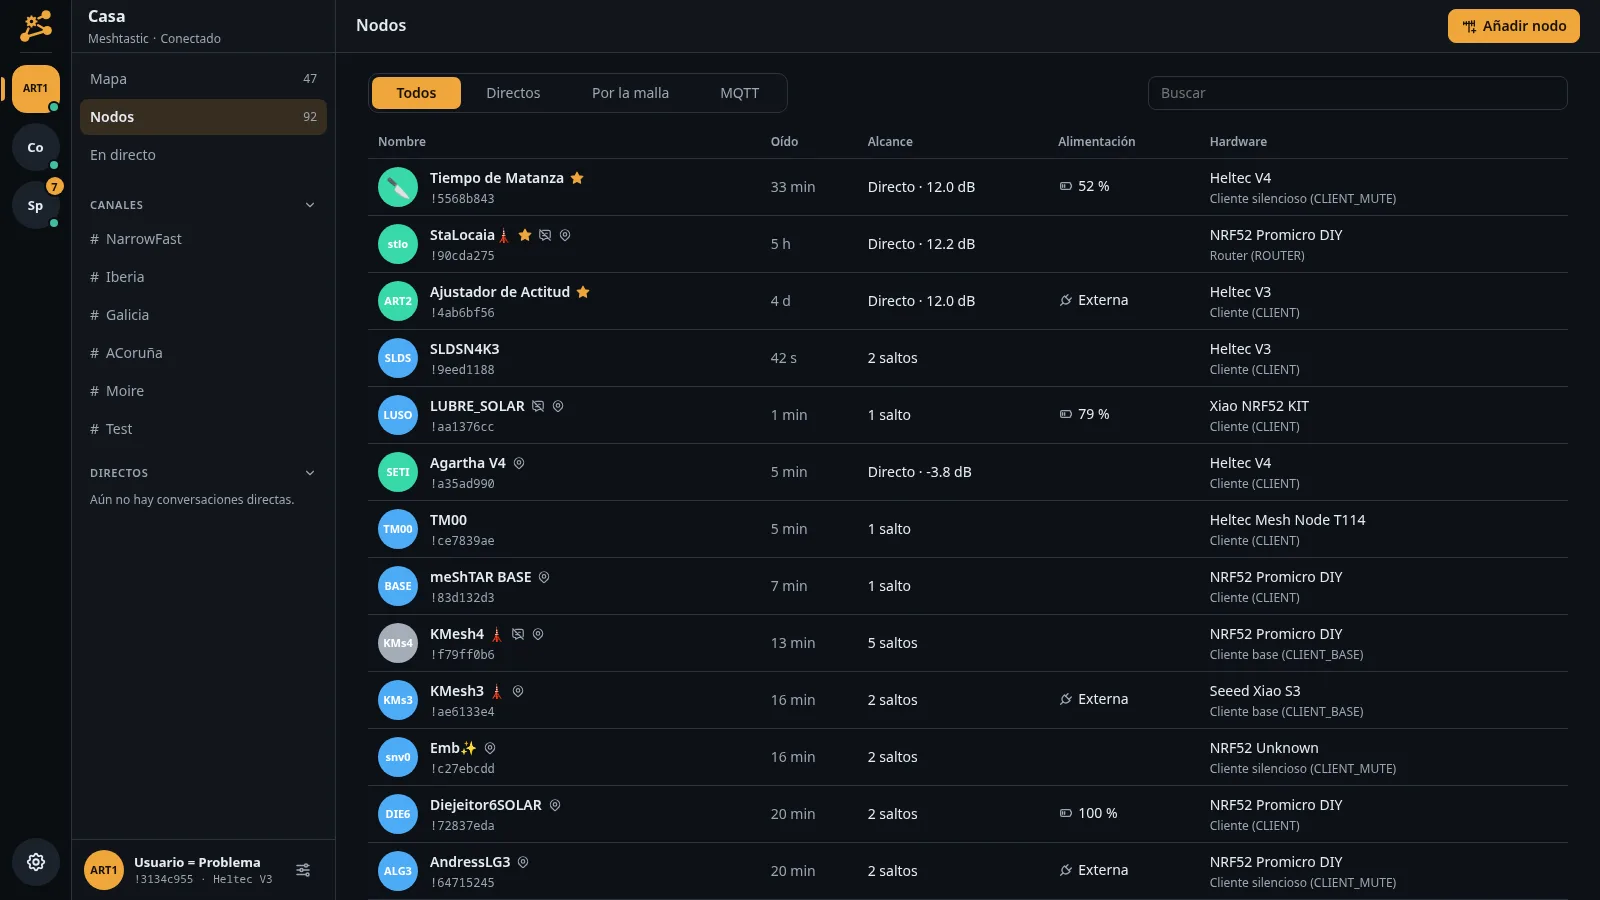 Casa
Meshtastic · Conectado
ART1
Co
7
Sp
Mapa 47
Nodos 92
En directo
CANALES
# NarrowFast
# Iberia
# Galicia
# ACoruña
# Moire
# Test
DIRECTOS
Aún no hay conversaciones directas.
ART1 Usuario = Problema
!3134c955 · Heltec V3
Nodos
Añadir nodo
Todos Directos Por la malla MQTT
Buscar
Nombre Oído Alcance Alimentación Hardware
Tiempo de Matanza 33 min Directo · 12.0 dB 52 % Heltec V4
!5568b843 Cliente silencioso (CLIENT_MUTE)
stlo StaLocaia 5 h Directo · 12.2 dB NRF52 Promicro DIY
!90cda275 Router (ROUTER)
ART2 Ajustador de Actitud 4 d Directo · 12.0 dB Externa Heltec V3
!4ab6bf56 Cliente (CLIENT)
SLDS SLDSN4K3 42 s 2 saltos Heltec V3
!9eed1188 Cliente (CLIENT)
LUSO LUBRE_SOLAR 1 min 1 salto 79 % Xiao NRF52 KIT
!aa1376cc Cliente (CLIENT)
SETI Agartha V4 5 min Directo · -3.8 dB Heltec V4
!a35ad990 Cliente (CLIENT)
TM00 TM00 5 min 1 salto Heltec Mesh Node T114
!ce7839ae Cliente (CLIENT)
BASE meShTAR BASE 7 min 1 salto NRF52 Promicro DIY
!83d132d3 Cliente (CLIENT)
KMs4 KMesh4 13 min 5 saltos NRF52 Promicro DIY
!f79ff0b6 Cliente base (CLIENT_BASE)
KMs3 KMesh3 16 min 2 saltos Externa Seeed Xiao S3
!ae6133e4 Cliente base (CLIENT_BASE)
snv0 Emb✨ 16 min 2 saltos NRF52 Unknown
!c27ebcdd Cliente silencioso (CLIENT_MUTE)
DIE6 Diejeitor6SOLAR 20 min 2 saltos 100 % NRF52 Promicro DIY
!72837eda Cliente (CLIENT)
ALG3 AndressLG3 20 min 2 saltos Externa NRF52 Promicro DIY
!64715245 Cliente silencioso (CLIENT_MUTE)